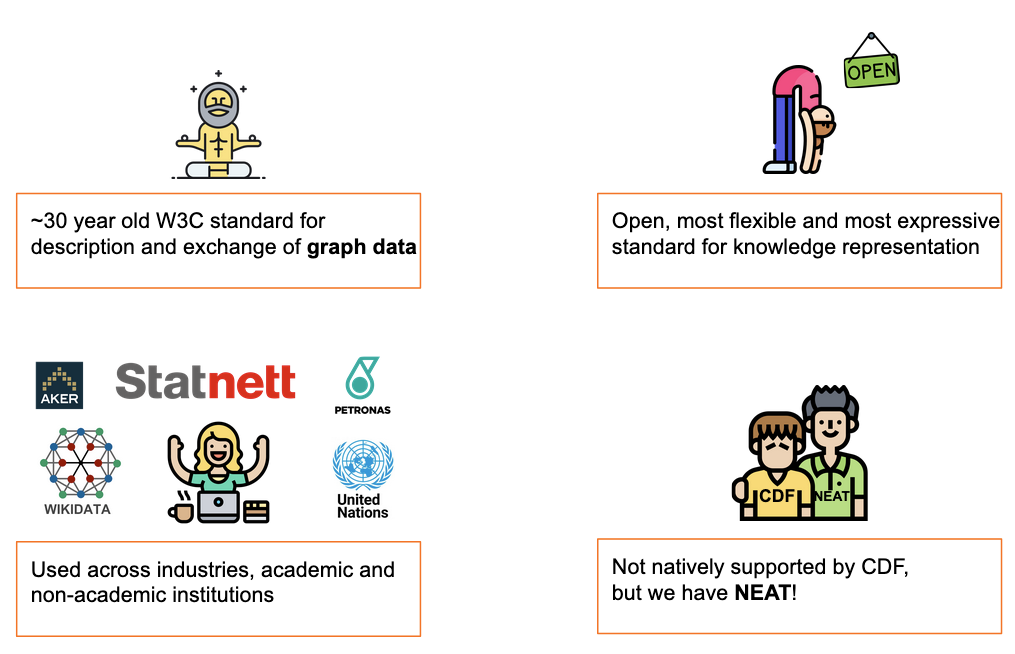 OPEN
~30 year old W3C standard for
description and exchange of graph data
Open, most flexible and most expressive
standard for knowledge representation
AKER
Statnett
PETRONAS
WIKIDATA
United
Nations
CDF
NEAT
Used across industries, academic and
non-academic institutions
Not natively supported by CDF,
but we have NEAT!